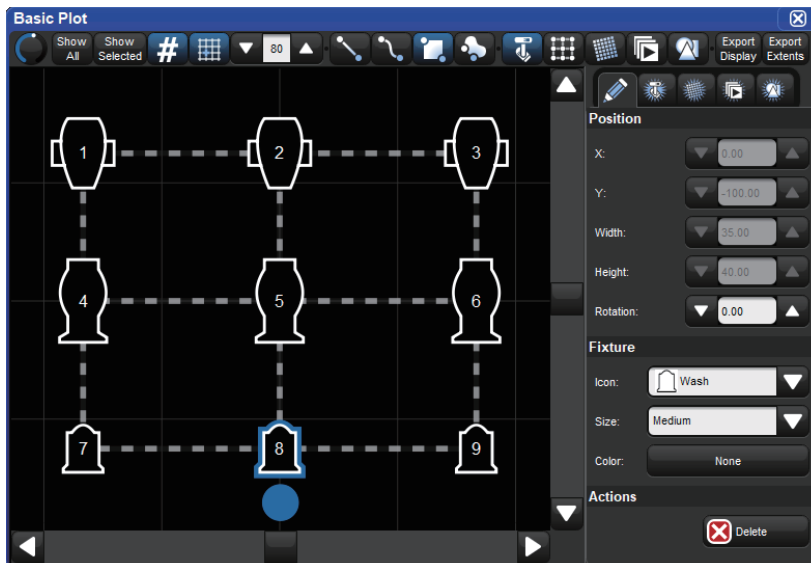 Basic Plot
Show All
Show Selected
#
80
Export Display
Export Extents
Position
X: 0.00
Y: -100.00
Width: 35.00
Height: 40.00
Rotation: 0.00
Fixture
Icon: Wash
Size: Medium
Color: None
Actions
Delete
1 2 3
4 5 6
7 8 9